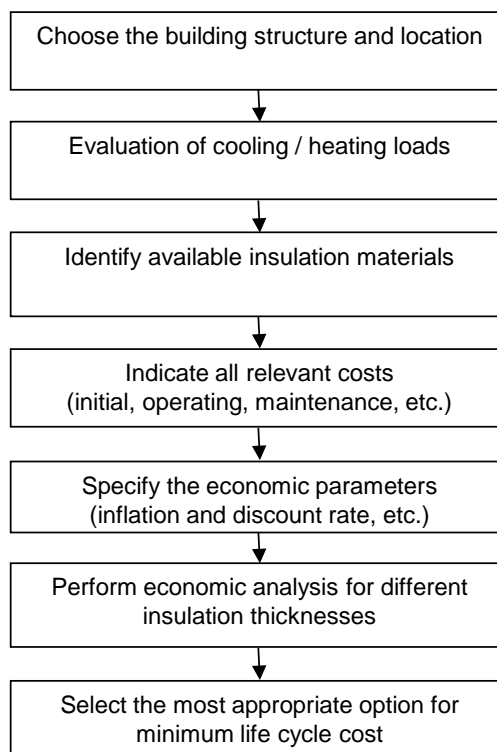 Choose the building structure and location
Evaluation of cooling / heating loads
Identify available insulation materials
Indicate all relevant costs
(initial, operating, maintenance, etc.)
Specify the economic parameters
(inflation and discount rate, etc.)
Perform economic analysis for different
insulation thicknesses
Select the most appropriate option for
minimum life cycle cost